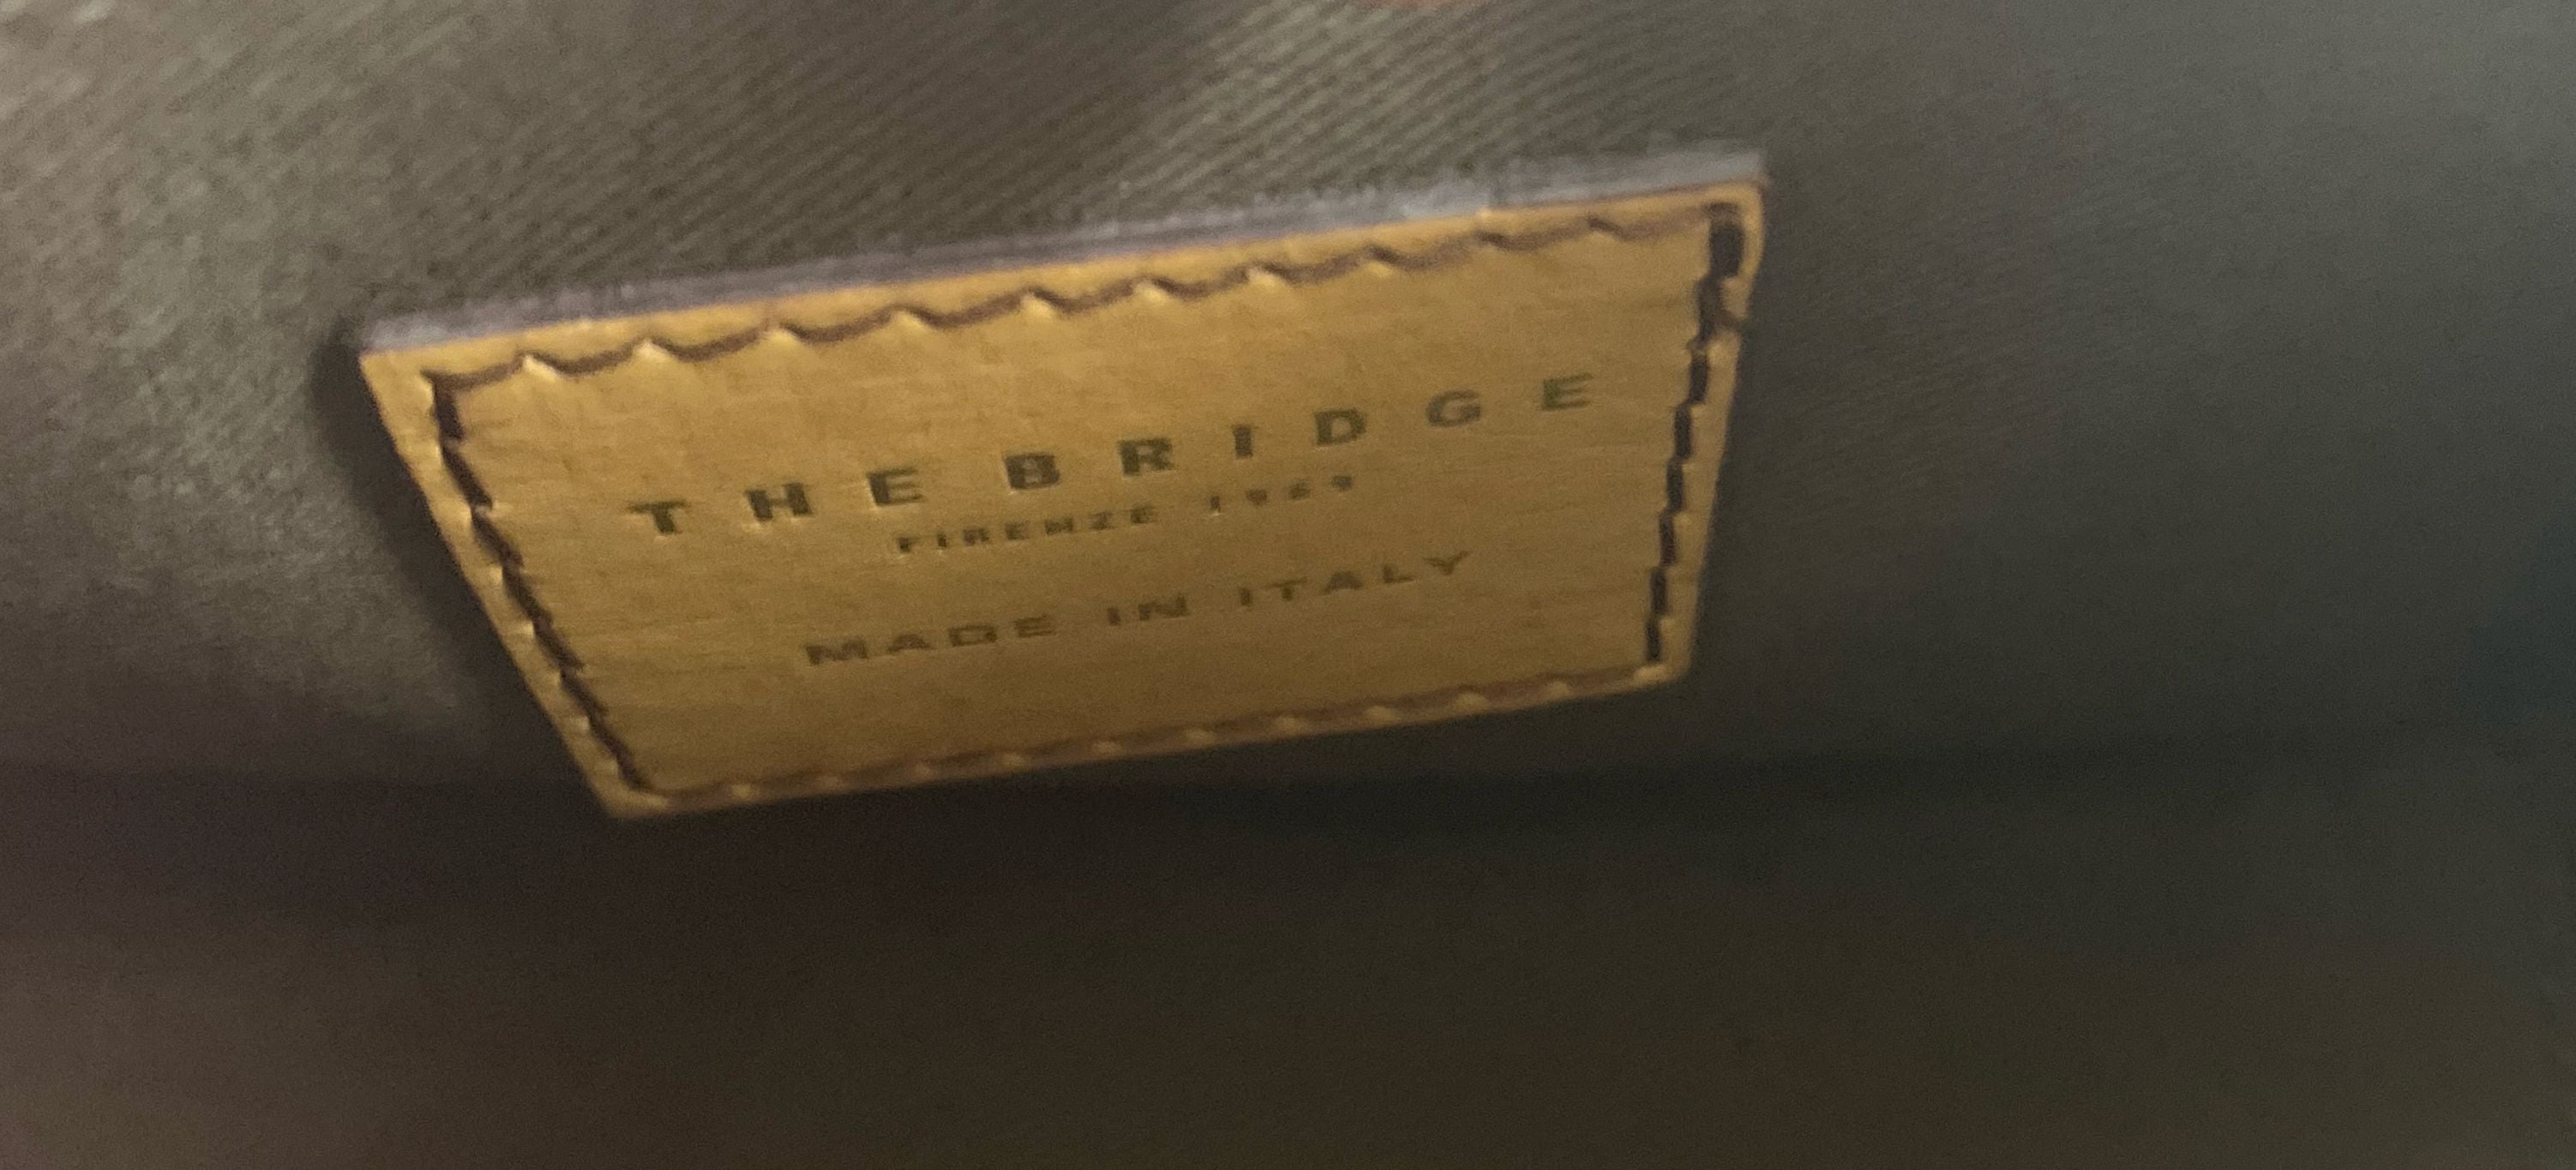 THE BRIDGE
FIRENZE 1969
MADE IN ITALY